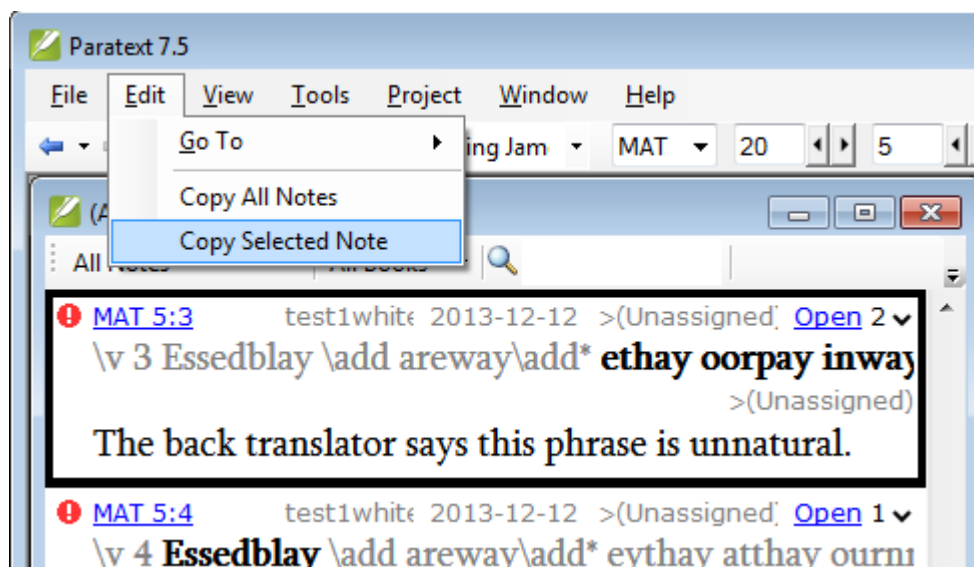 Paratext 7.5
File Edit View Tools Project Window Help
Go To
ing Jam MAT 20 5
Copy All Notes
(A
Copy Selected Note
MAT 5:3 test1white 2013-12-12 >(Unassigned) Open 2
\v 3 Essedblay \add areway\add* ethay oorpay inway
>(Unassigned)
The back translator says this phrase is unnatural.
MAT 5:4 test1white 2013-12-12 >(Unassigned) Open 1
\v 4 Essedblay \add areway\add* eythay atthay